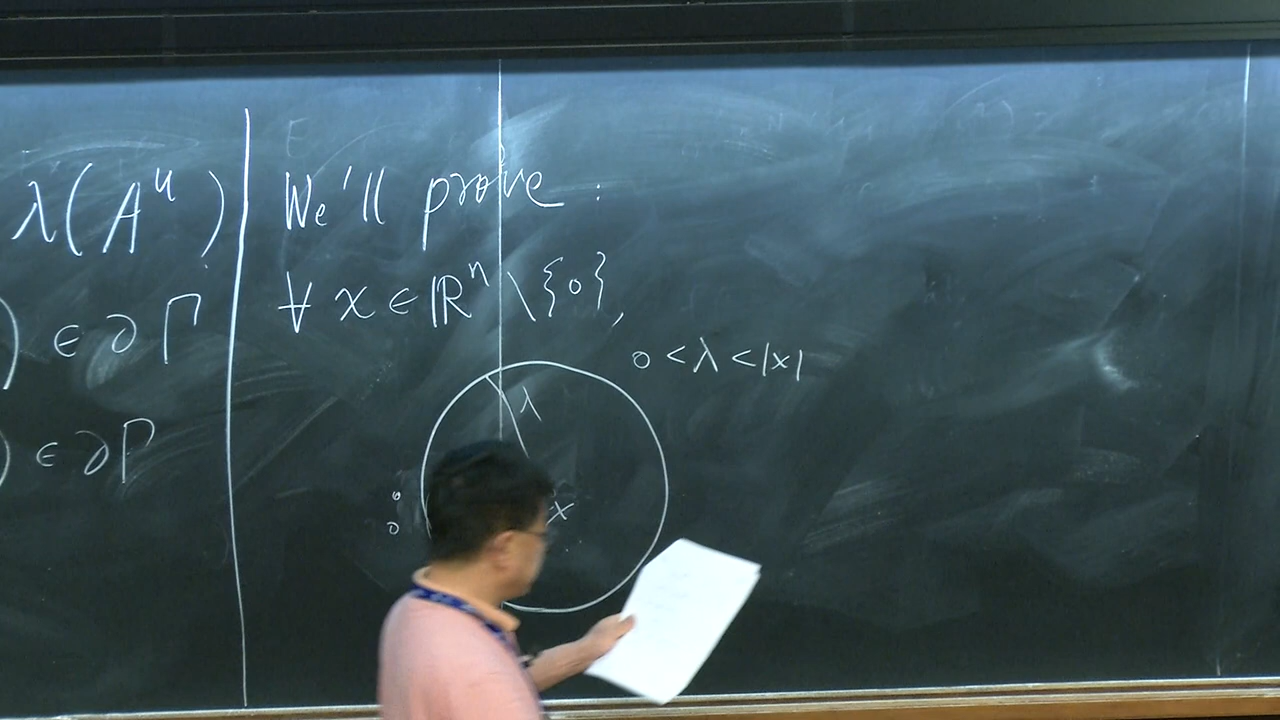 λ(A^u)
) ∈ ∂Γ
) ∈ ∂Γ
We'll prove :
∀ x ∈ ℝ^n \ {0},
0 < λ < |x|
λ
x
0